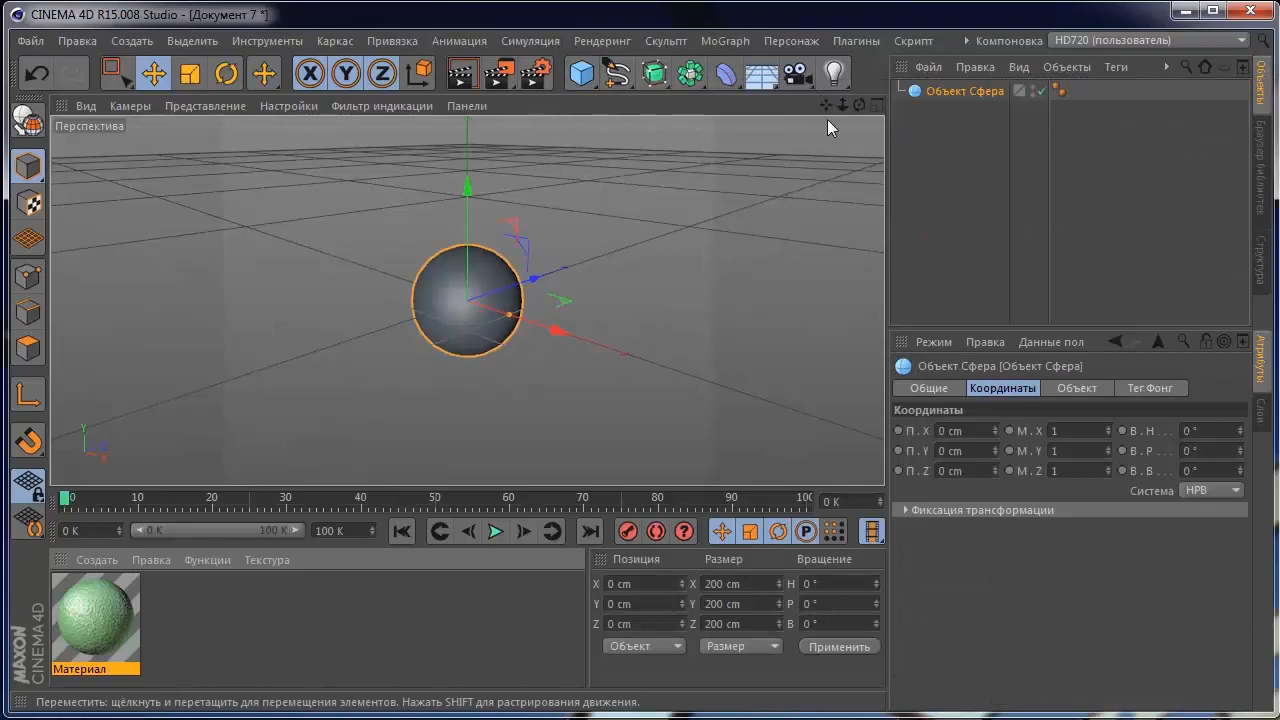 CINEMA 4D R15.008 Studio - [Документ 7 *]
Файл Правка Создать Выделить Инструменты Каркас Привязка Анимация Симуляция Рендеринг Скульпт MoGraph Персонаж Плагины Скрипт Компоновка HD720 (пользователь)
X Y Z
Файл Правка Вид Объекты Теги
Объект Сфера
Вид Камеры Представление Настройки Фильтр индикации Панели
Перспектива
Y
Объекты
Браузер библиотек
Структура
Режим Правка Данные пол
Объект Сфера [Объект Сфера]
Общие Координаты Объект Тег Фонг
Координаты
П . X 0 cm М . X 1 В . H . . . 0 °
П . Y 0 cm М . Y 1 В . P . . . 0 °
П . Z 0 cm М . Z 1 В . B . . . 0 °
Система HPB
Фиксация трансформации
Атрибуты
Слои
0 10 20 30 40 50 60 70 80 90 100 0 K
0 K 0 K 100 K 100 K
P
Создать Правка Функции Текстура
Материал
Позиция Размер Вращение
X 0 cm X 200 cm H 0 °
Y 0 cm Y 200 cm P 0 °
Z 0 cm Z 200 cm B 0 °
Объект Размер Применить
MAXON
CINEMA 4D
Переместить: щёлкнуть и перетащить для перемещения элементов. Нажать SHIFT для растрирования движения.